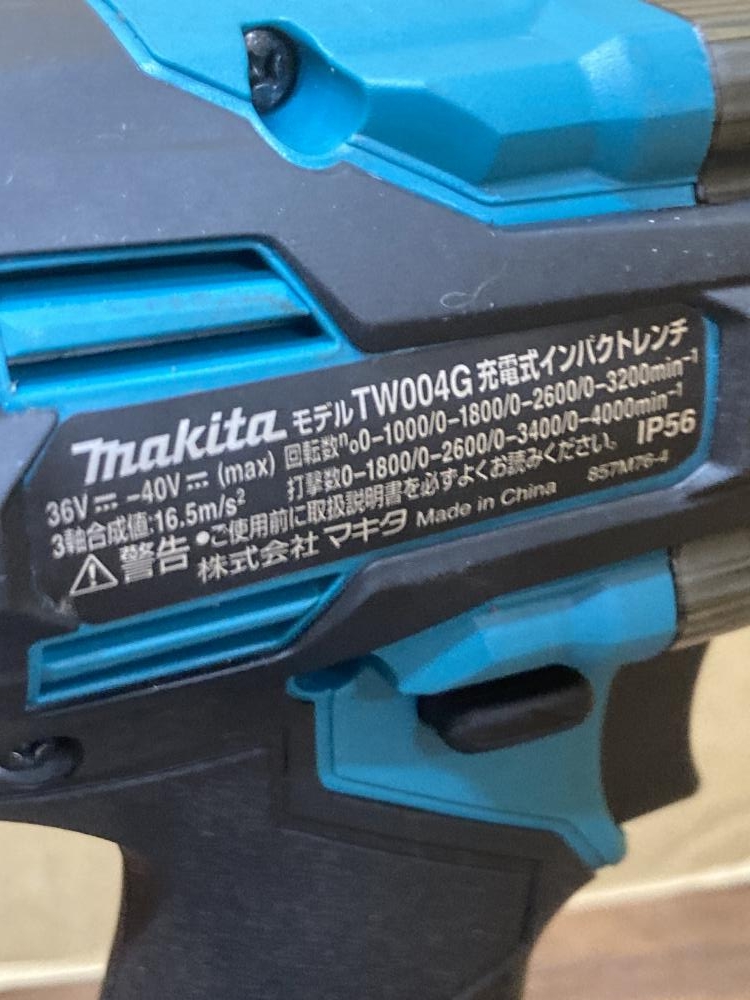 makita モデルTW004G 充電式インパクトレンチ
36V⎓-40V⎓(max) 回転数n₀0-1000/0-1800/0-2600/0-3200min⁻¹
3軸合成値:16.5m/s² 打撃数0-1800/0-2600/0-3400/0-4000min⁻¹
⚠警告 •ご使用前に取扱説明書を必ずよくお読みください。 IP56
株式会社 マキタ Made in China 857M76-4